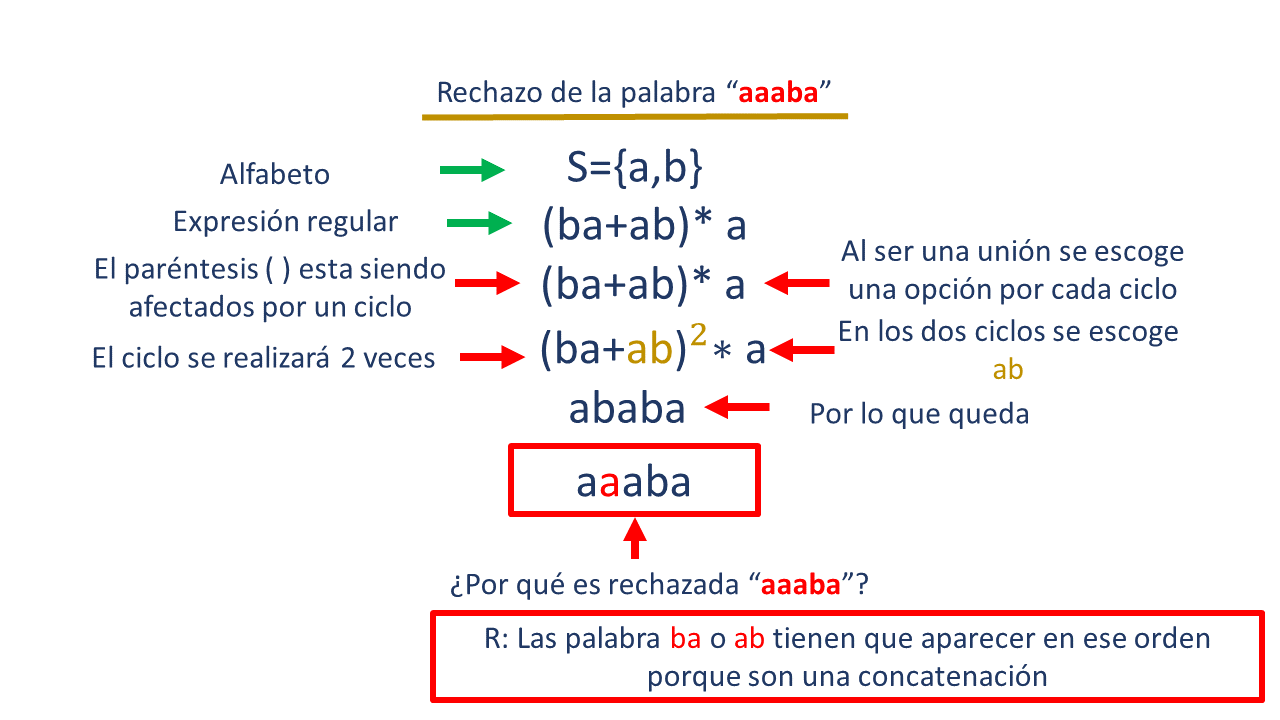 Rechazo de la palabra “aaaba”
Alfabeto
S={a,b}
Expresión regular
(ba+ab)* a
El paréntesis ( ) esta siendo
afectados por un ciclo
(ba+ab)* a
Al ser una unión se escoge
una opción por cada ciclo
El ciclo se realizará 2 veces
(ba+ab)²∗ a
En los dos ciclos se escoge
ab
ababa
Por lo que queda
aaaba
¿Por qué es rechazada “aaaba”?
R: Las palabra ba o ab tienen que aparecer en ese orden
porque son una concatenación